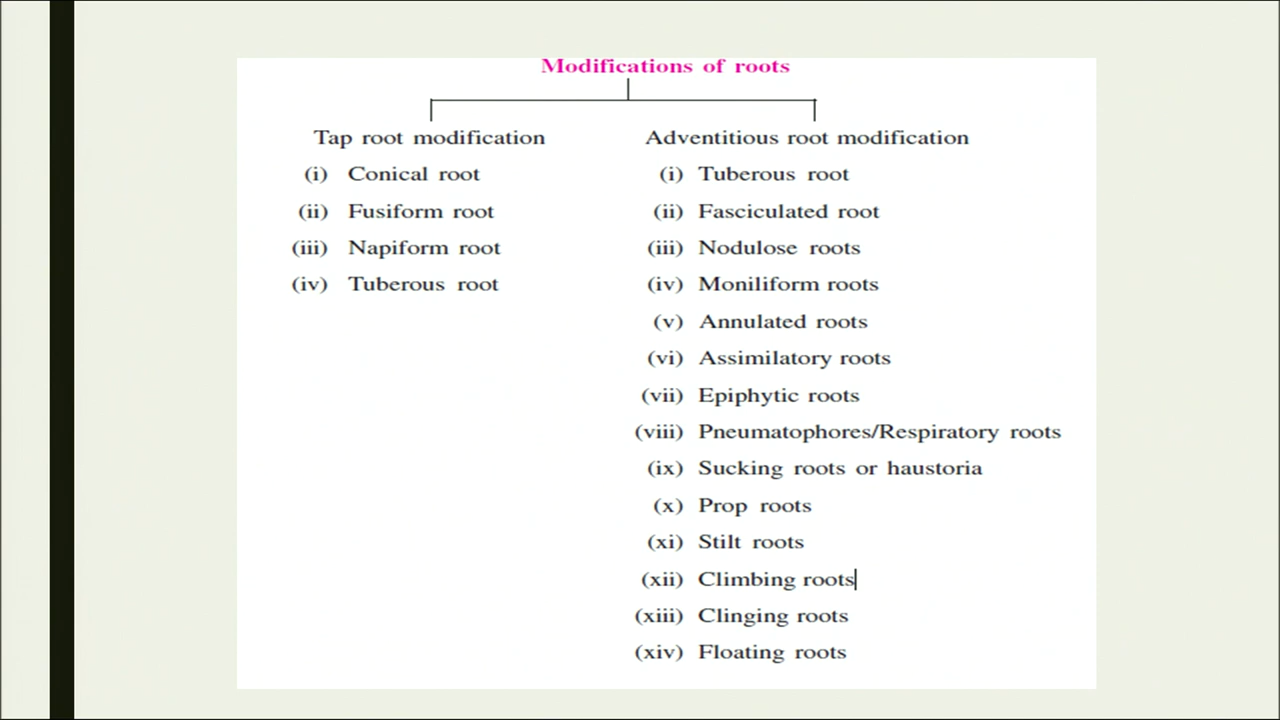 Modifications of roots
Tap root modification
(i) Conical root
(ii) Fusiform root
(iii) Napiform root
(iv) Tuberous root
Adventitious root modification
(i) Tuberous root
(ii) Fasciculated root
(iii) Nodulose roots
(iv) Moniliform roots
(v) Annulated roots
(vi) Assimilatory roots
(vii) Epiphytic roots
(viii) Pneumatophores/Respiratory roots
(ix) Sucking roots or haustoria
(x) Prop roots
(xi) Stilt roots
(xii) Climbing roots
(xiii) Clinging roots
(xiv) Floating roots